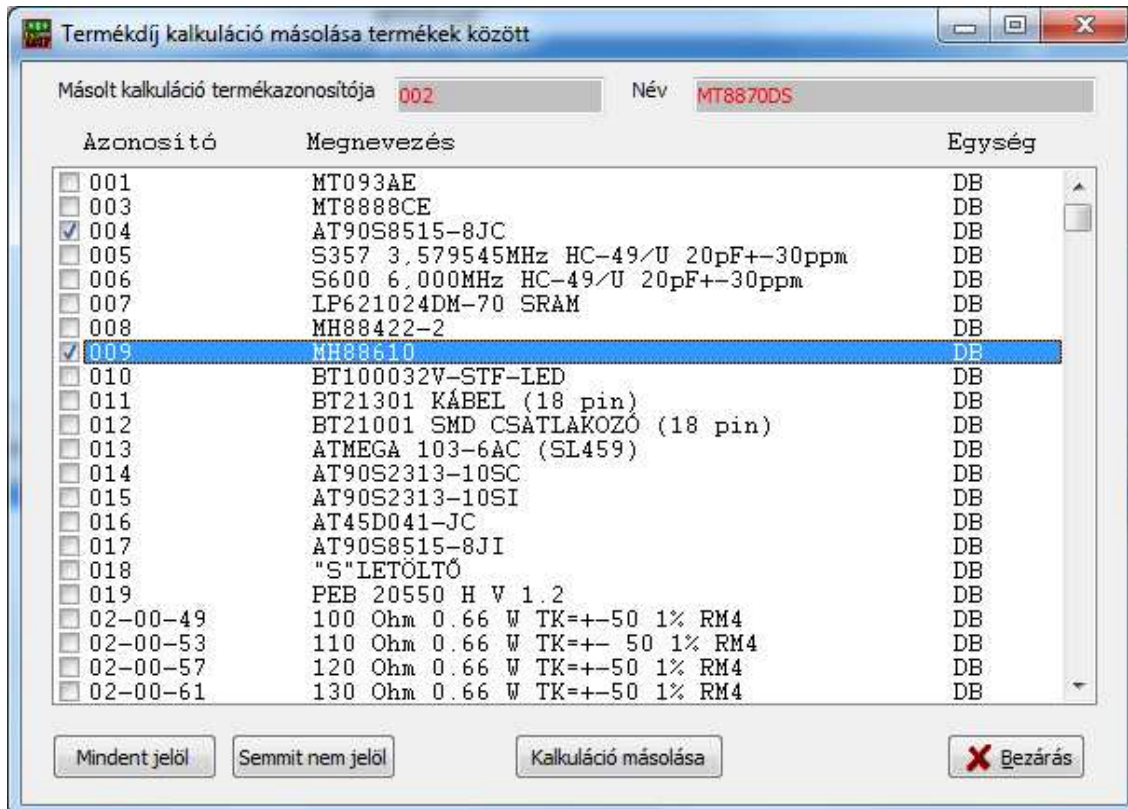 Termékdíj kalkuláció másolása termékek között
Másolt kalkuláció termékazonosítója 002 Név MT8870DS
Azonosító Megnevezés Egység
001 MT093AE DB
003 MT8888CE DB
004 AT90S8515-8JC DB
005 S357 3,579545MHz HC-49/U 20pF+-30ppm DB
006 S600 6,000MHz HC-49/U 20pF+-30ppm DB
007 LP621024DM-70 SRAM DB
008 MH88422-2 DB
009 MH88610 DB
010 BT100032V-STF-LED DB
011 BT21301 KÁBEL (18 pin) DB
012 BT21001 SMD CSATLAKOZÓ (18 pin) DB
013 ATMEGA 103-6AC (SL459) DB
014 AT90S2313-10SC DB
015 AT90S2313-10SI DB
016 AT45D041-JC DB
017 AT90S8515-8JI DB
018 "S"LETÖLTŐ DB
019 PEB 20550 H V 1.2 DB
02-00-49 100 Ohm 0.66 W TK=+-50 1% RM4 DB
02-00-53 110 Ohm 0.66 W TK=+- 50 1% RM4 DB
02-00-57 120 Ohm 0.66 W TK=+-50 1% RM4 DB
02-00-61 130 Ohm 0.66 W TK=+-50 1% RM4 DB
Mindent jelöl Semmit nem jelöl Kalkuláció másolása Bezárás